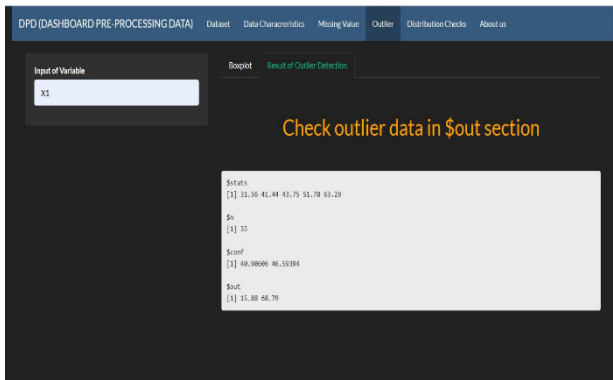 DPD (DASHBOARD PRE-PROCESSING DATA) Dataset Data Characreristics Missing Value Outlier Distribution Checks About us
Input of Variable
X1
Boxplot Result of Outlier Detection
Check outlier data in $out section
$stats
[1] 31.56 41.44 43.75 51.78 63.29
$n
[1] 33
$conf
[1] 40.90606 46.59394
$out
[1] 15.88 68.79